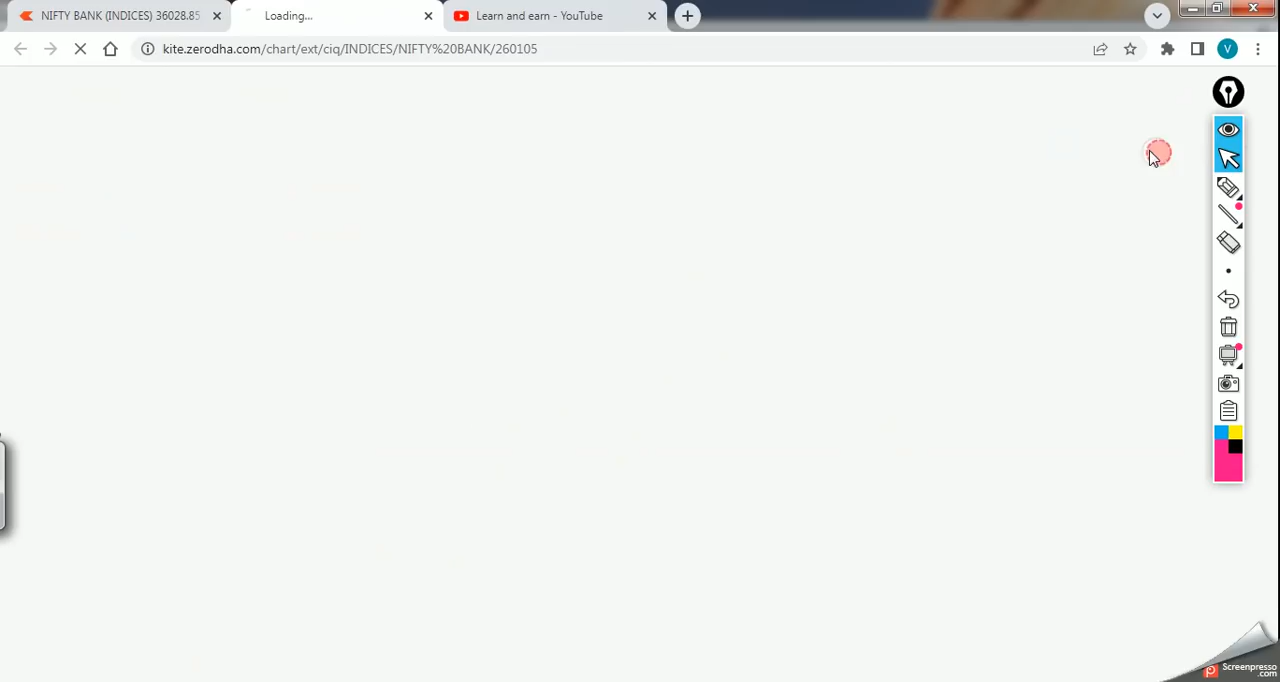 NIFTY BANK (INDICES) 36028.85
Loading...
Learn and earn - YouTube
kite.zerodha.com/chart/ext/ciq/INDICES/NIFTY%20BANK/260105
V
Screenpresso
.com